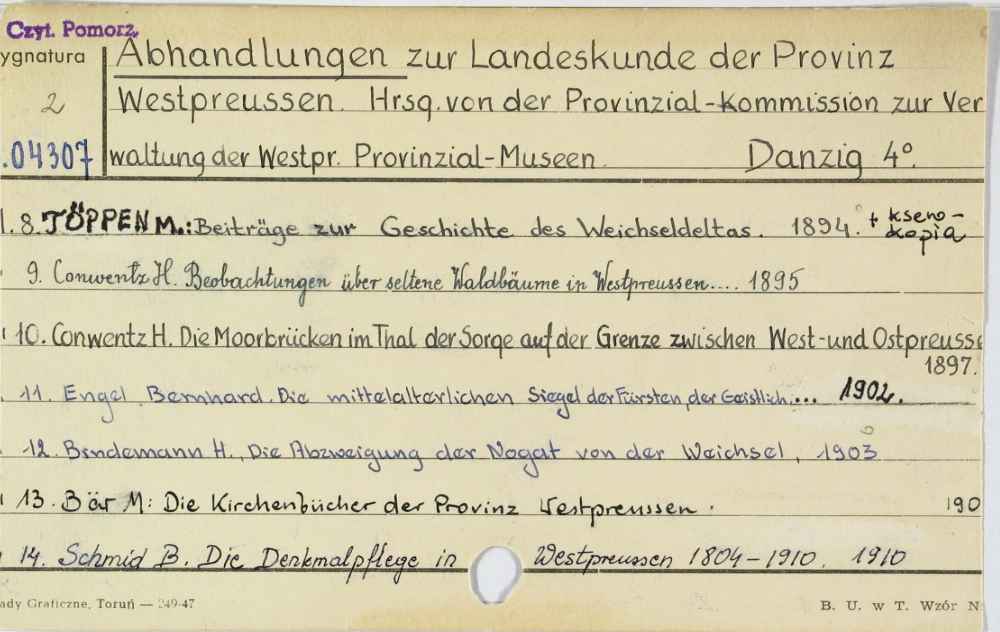 Czyt. Pomorz.
ygnatura
2
.04307
Abhandlungen zur Landeskunde der Provinz
Westpreussen. Hrsg. von der Provinzial-Kommission zur Ver
waltung der Westpr. Provinzial-Museen. Danzig 4°.
8. TÖPPEN M.: Beiträge zur Geschichte des Weichseldeltas. 1894. + kseno-
kopia
9. Conwentz H. Beobachtungen über seltene Waldbäume in Westpreussen.... 1895
10. Conwentz H. Die Moorbrücken im Thal der Sorge auf der Grenze zwischen West- und Ostpreusse
1897.
11. Engel Bernhard. Die mittelalterlichen Siegel der Fürsten, der Geistlich... 1902.
6
12. Bindemann H., Die Abzweigung der Nogat von der Weichsel, 1903
13. Bär M: Die Kirchenbücher der Provinz Westpreussen. 190
14. Schmid B. Die Denkmalpflege in Westpreussen 1804-1910. 1910
ady Graficzne, Toruń — 249-47
B. U. w T. Wzór N